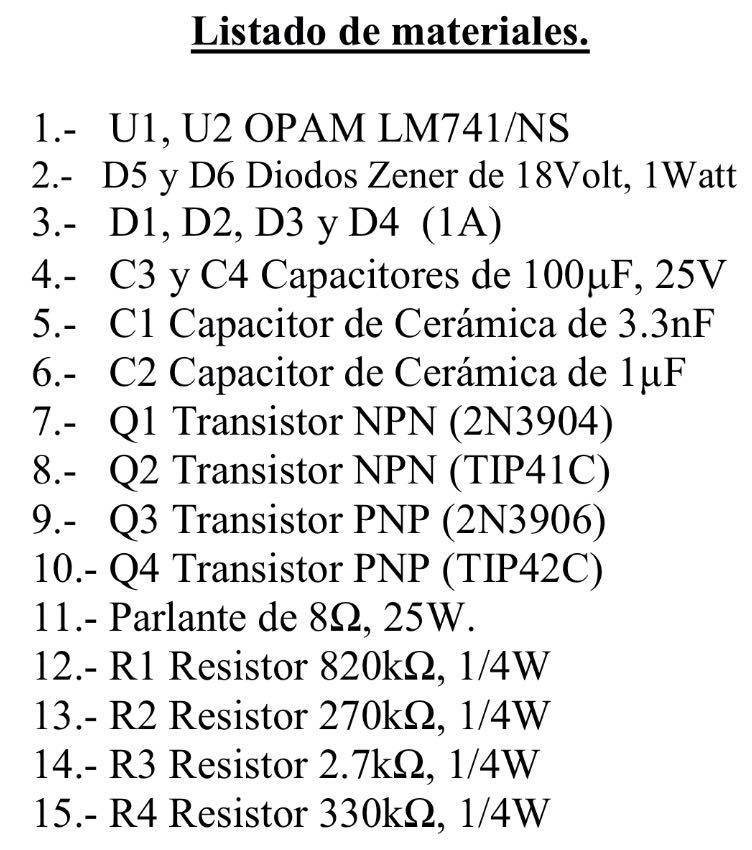 Listado de materiales.
1.- U1, U2 OPAM LM741/NS
2.- D5 y D6 Diodos Zener de 18Volt, 1Watt
3.- D1, D2, D3 y D4 (1A)
4.- C3 y C4 Capacitores de 100μF, 25V
5.- C1 Capacitor de Cerámica de 3.3nF
6.- C2 Capacitor de Cerámica de 1μF
7.- Q1 Transistor NPN (2N3904)
8.- Q2 Transistor NPN (TIP41C)
9.- Q3 Transistor PNP (2N3906)
10.- Q4 Transistor PNP (TIP42C)
11.- Parlante de 8Ω, 25W.
12.- R1 Resistor 820kΩ, 1/4W
13.- R2 Resistor 270kΩ, 1/4W
14.- R3 Resistor 2.7kΩ, 1/4W
15.- R4 Resistor 330kΩ, 1/4W